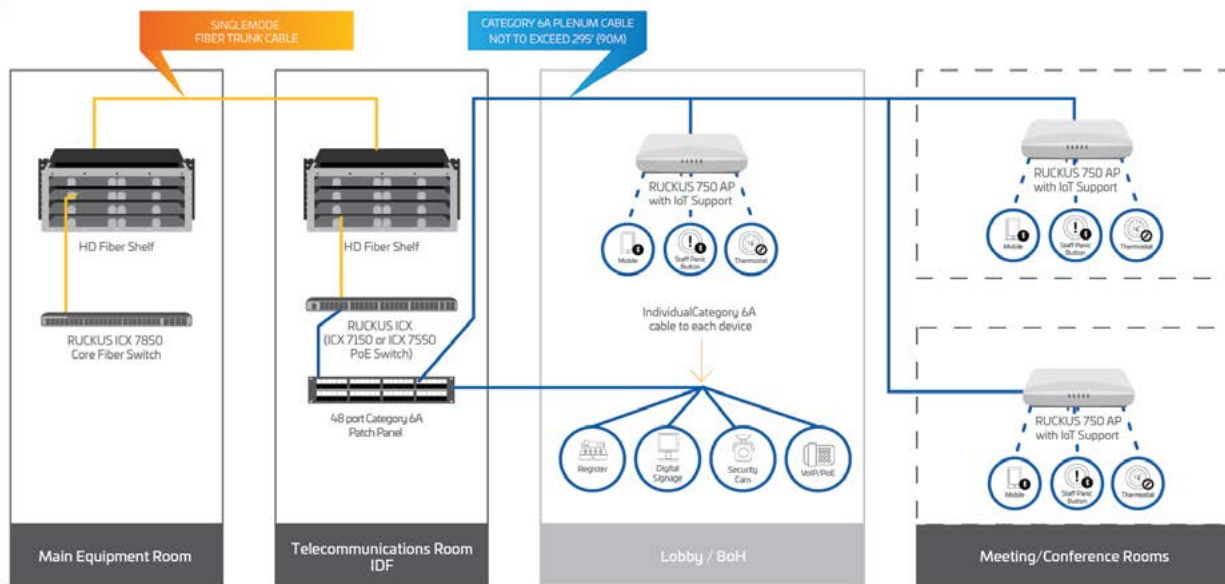 SINGLEMODE
FIBER TRUNK CABLE
CATEGORY 6A PLENUM CABLE
NOT TO EXCEED 295' (90M)
HD Fiber Shelf
RUCKUS ICX 7850
Core Fiber Switch
Main Equipment Room
HD Fiber Shelf
RUCKUS ICX
(ICX 7150 or ICX 7550
PoE Switch)
48 port Category 6A
Patch Panel
Telecommunications Room
IDF
RUCKUS 750 AP
with IoT Support
Mobile
Staff Panic
Button
Thermostat
IndividualCategory 6A
cable to each device
Register
Digital
Signage
Security
Cam
VoIP/PoE
Lobby / BoH
RUCKUS 750 AP
with IoT Support
Mobile
Staff Panic
Button
Thermostat
RUCKUS 750 AP
with IoT Support
Mobile
Staff Panic
Button
Thermostat
Meeting/Conference Rooms